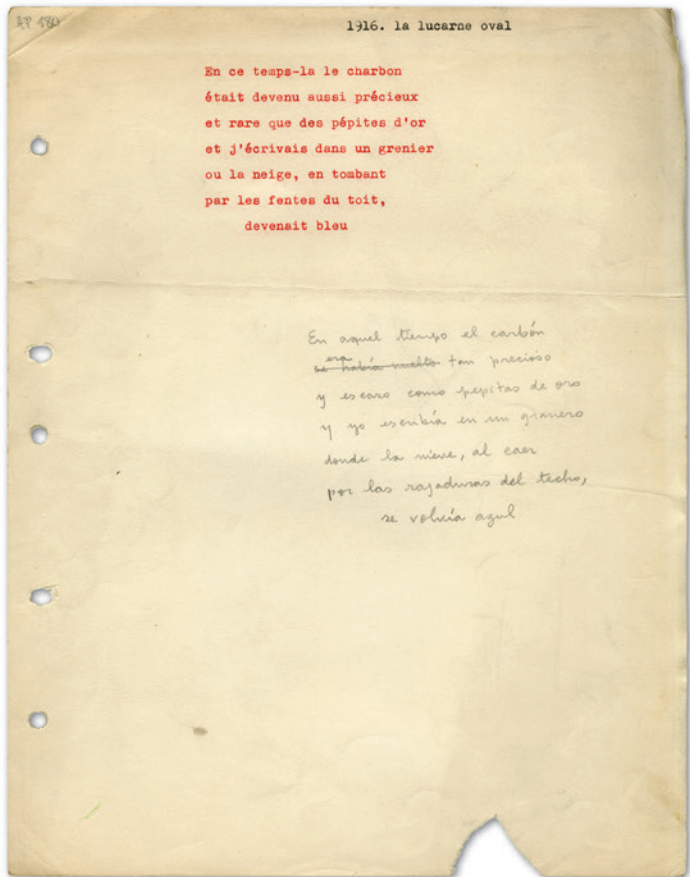 AP 180
1916. la lucarne oval
En ce temps-la le charbon
était devenu aussi précieux
et rare que des pépites d'or
et j'écrivais dans un grenier
ou la neige, en tombant
par les fentes du toit,
devenait bleu
En aquel tiempo el carbón
era
se había vuelto tan precioso
y escaso como pepitas de oro
y yo escribía en un granero
donde la nieve, al caer
por las rajaduras del techo,
se volvía azul